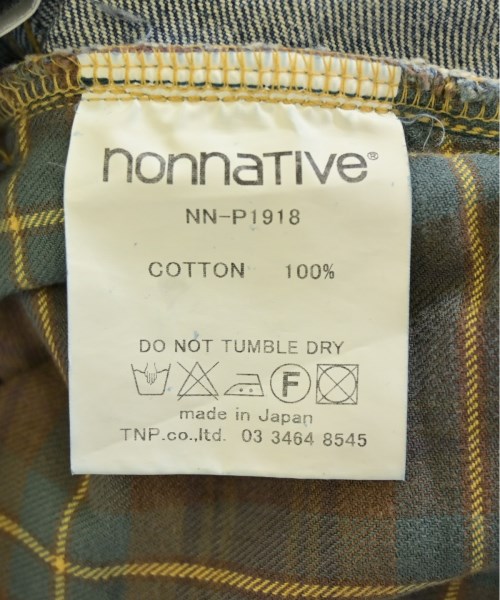 nonnative®
NN-P1918
COTTON 100%
DO NOT TUMBLE DRY
F
made in Japan
TNP.co.,ltd. 03 3464 8545